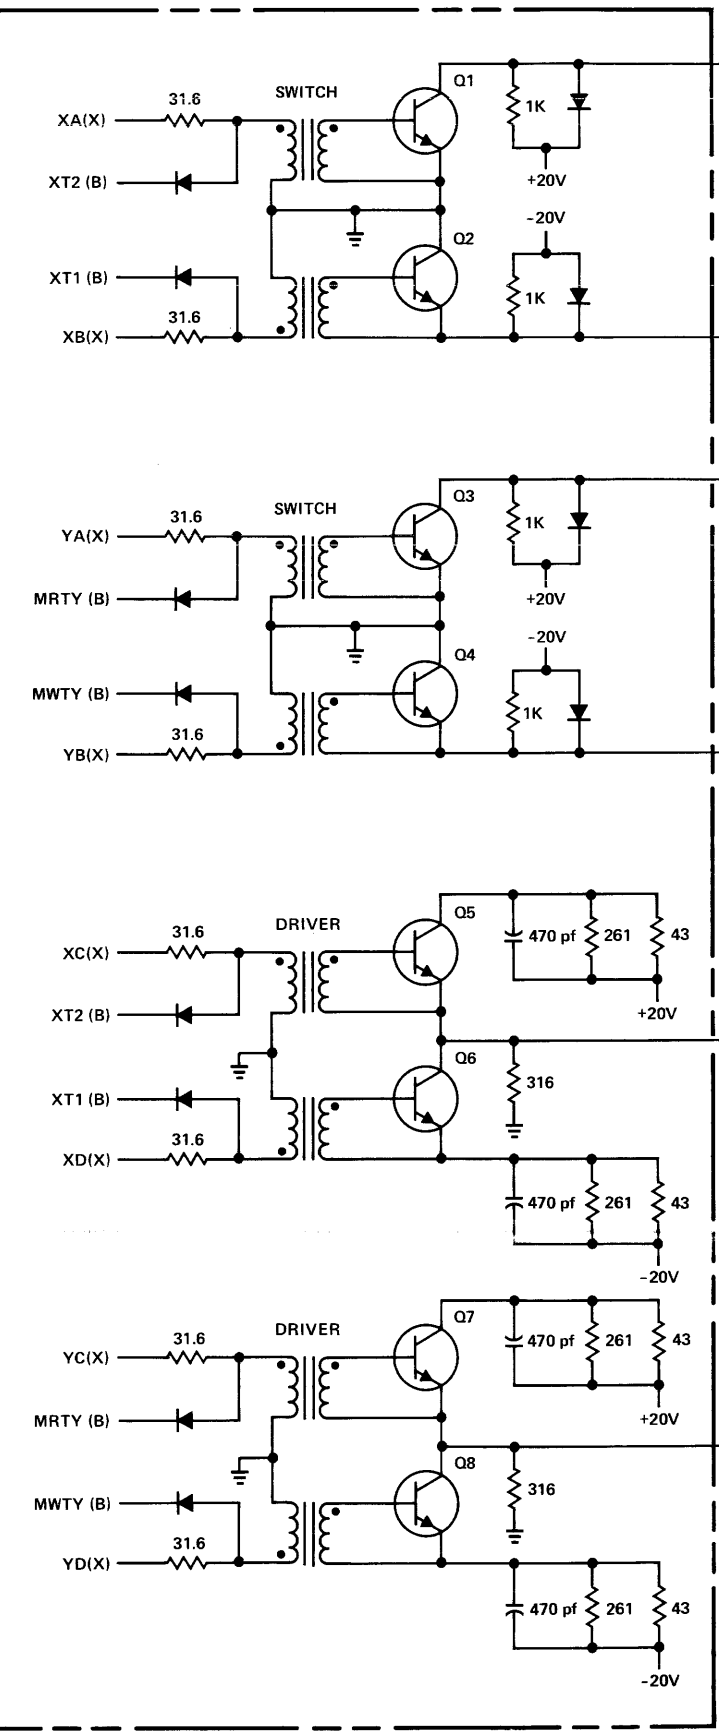 Q1
SWITCH
31.6
XA(X)
1K
XT2 (B)
+20V
-20V
Q2
XT1 (B)
1K
31.6
XB(X)
Q3
SWITCH
31.6
YA(X)
1K
MRTY (B)
+20V
-20V
Q4
MWTY (B)
1K
31.6
YB(X)
Q5
DRIVER
31.6
470 pf 261 43
XC(X)
XT2 (B)
+20V
Q6
316
XT1 (B)
31.6
XD(X)
470 pf 261 43
-20V
Q7
DRIVER
31.6
470 pf 261 43
YC(X)
MRTY (B)
+20V
Q8
316
MWTY (B)
31.6
YD(X)
470 pf 261 43
-20V